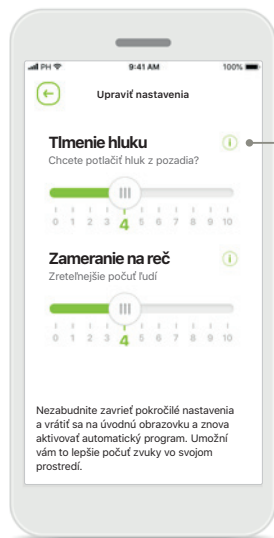 PH 9:41 AM 100%
Upraviť nastavenia
Tlmenie hluku
Chcete potlačiť hluk z pozadia?
0 1 2 3 4 5 6 7 8 9 10
Zameranie na reč
Zreteľnejšie počuť ľudí
0 1 2 3 4 5 6 7 8 9 10
Nezabudnite zavrieť pokročilé nastavenia
a vrátiť sa na úvodnú obrazovku a znova
aktivovať automatický program. Umožní
vám to lepšie počuť zvuky vo svojom
prostredí.